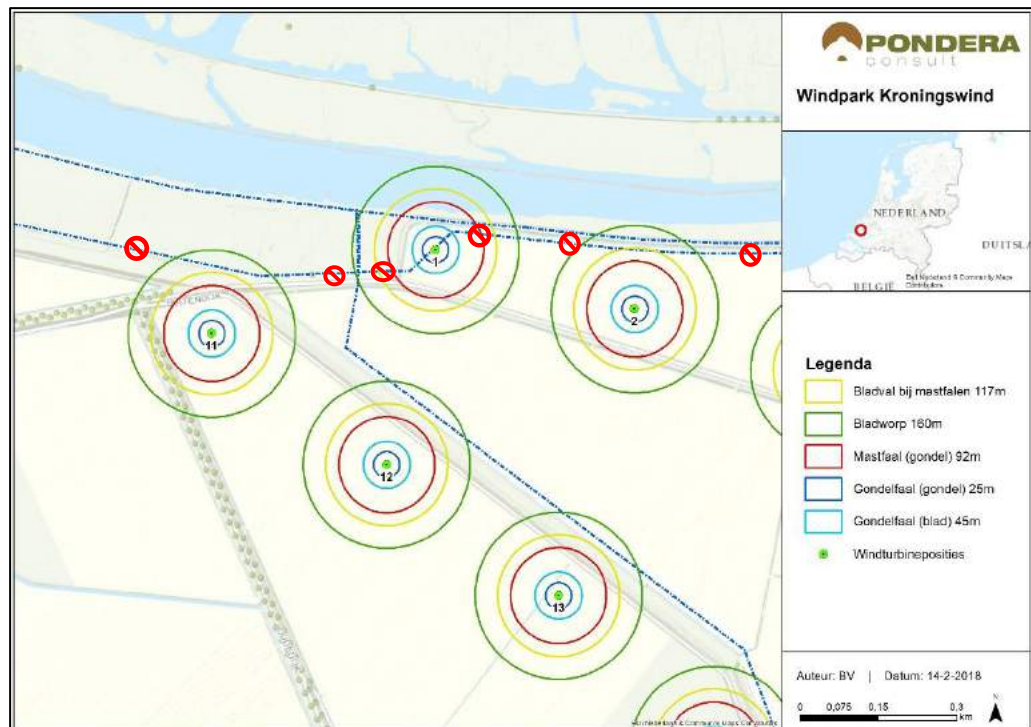 PONDERA
consult
Windpark Kroningswind
NEDERLAND
DUITSLA
BELGIË
Esri Nederland & Community Maps
Contributors
Legenda
Bladval bij mastfalen 117m
Bladworp 160m
Mastfaal (gondel) 92m
Gondelfaal (gondel) 25m
Gondelfaal (blad) 45m
Windturbineposities
Auteur: BV | Datum: 14-2-2018
0 0,075 0,15 0,3
km
N
1
2
11
12
13